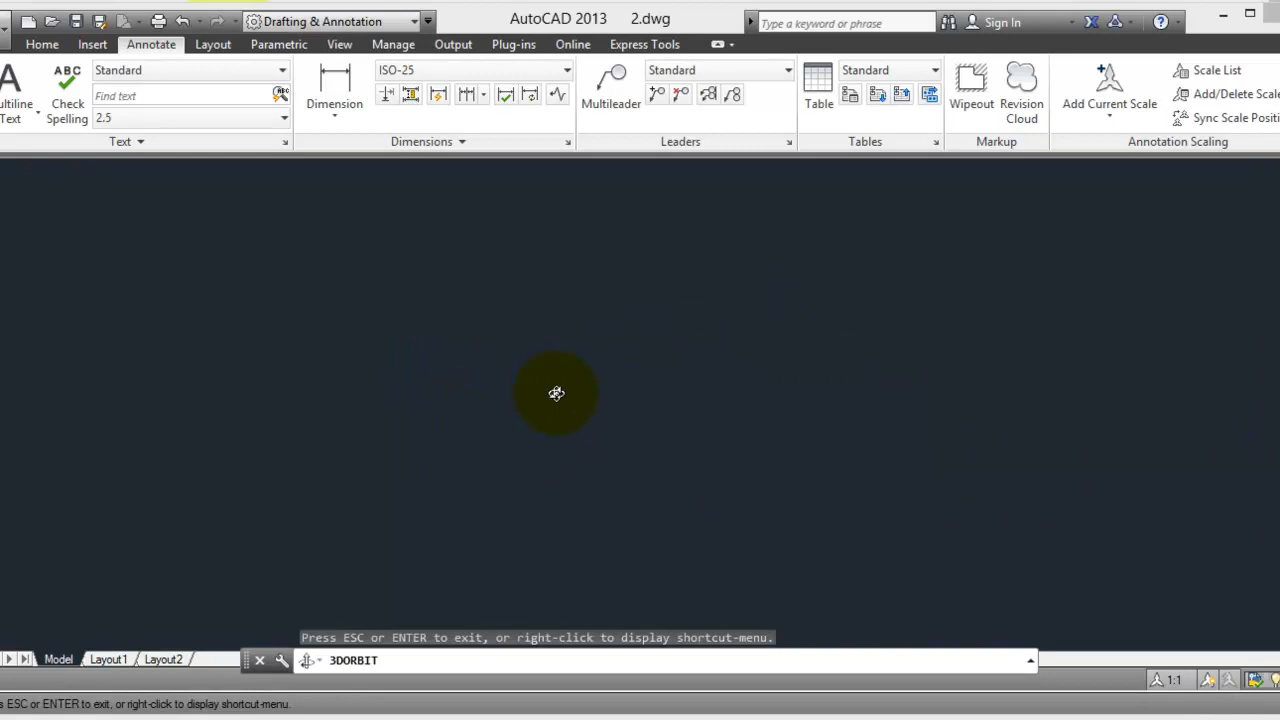 Drafting & Annotation
AutoCAD 2013 2.dwg
Type a keyword or phrase
Sign In
Home Insert Annotate Layout Parametric View Manage Output Plug-ins Online Express Tools
Standard
ISO-25
Standard
Standard
Scale List
ABC
Find text
ABC
Multiline
Text
Check
Spelling
Dimension
Multileader
Table
Wipeout
Revision
Cloud
Add Current Scale
Add/Delete Scale
2.5
Sync Scale Positi
Text
Dimensions
Leaders
Tables
Markup
Annotation Scaling
Press ESC or ENTER to exit, or right-click to display shortcut-menu.
Model Layout1 Layout2
3DORBIT
1:1
s ESC or ENTER to exit, or right-click to display shortcut-menu.